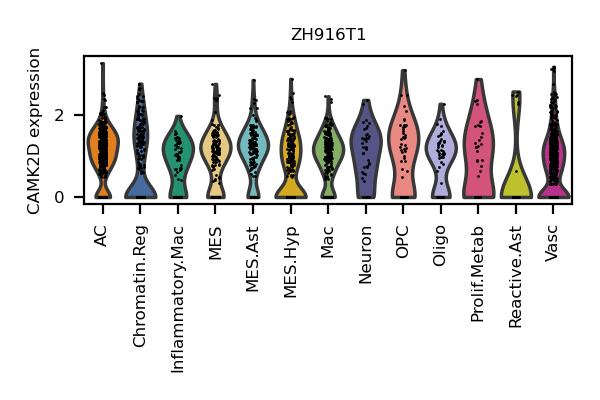 ZH916T1
CAMK2D expression
2
0
AC
Chromatin.Reg
Inflammatory.Mac
MES
MES.Ast
MES.Hyp
Mac
Neuron
OPC
Oligo
Prolif.Metab
Reactive.Ast
Vasc